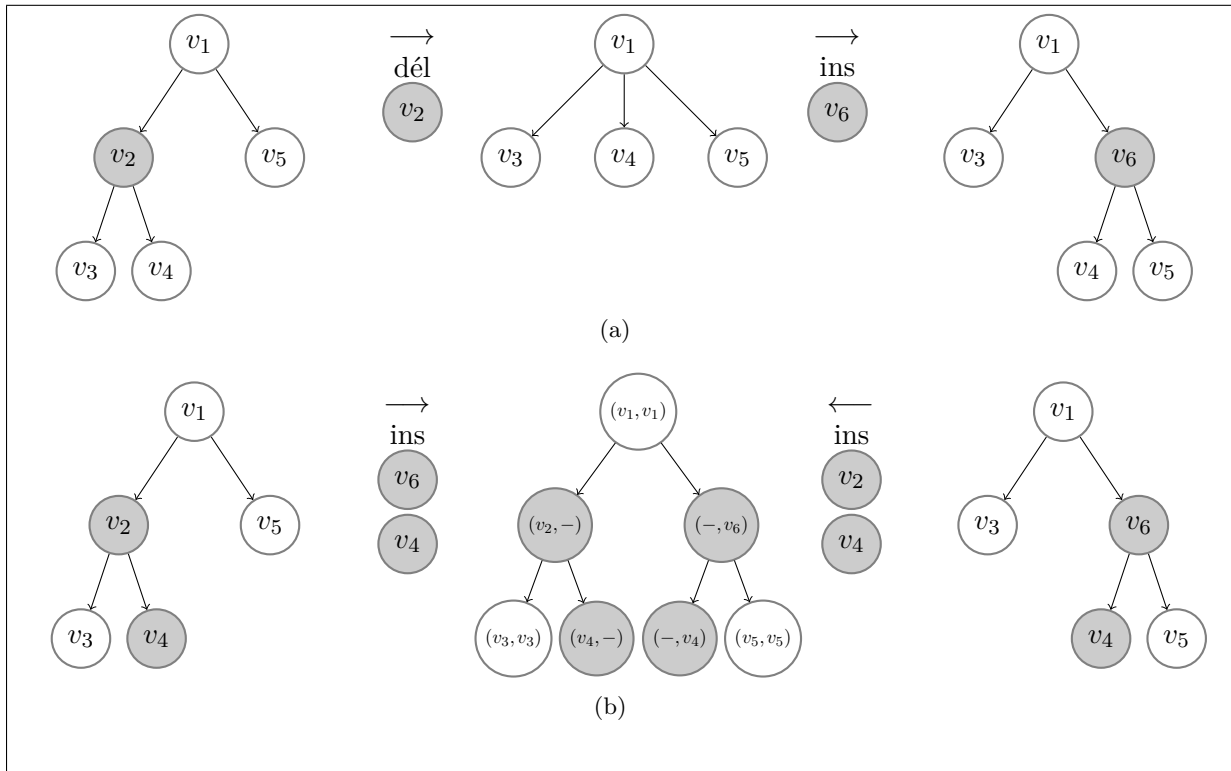 v₁ ⟶ v₁ ⟶ v₁
dél ins
v₂ v₆
v₂ v₅ v₃ v₄ v₅ v₃ v₆
v₃ v₄ v₄ v₅
(a)
v₁ ⟶ (v₁, v₁) ⟵ v₁
ins ins
v₆ v₂
v₂ v₅ v₄ (v₂, −) (−, v₆) v₄ v₃ v₆
v₃ v₄ (v₃, v₃) (v₄, −) (−, v₄) (v₅, v₅) v₄ v₅
(b)